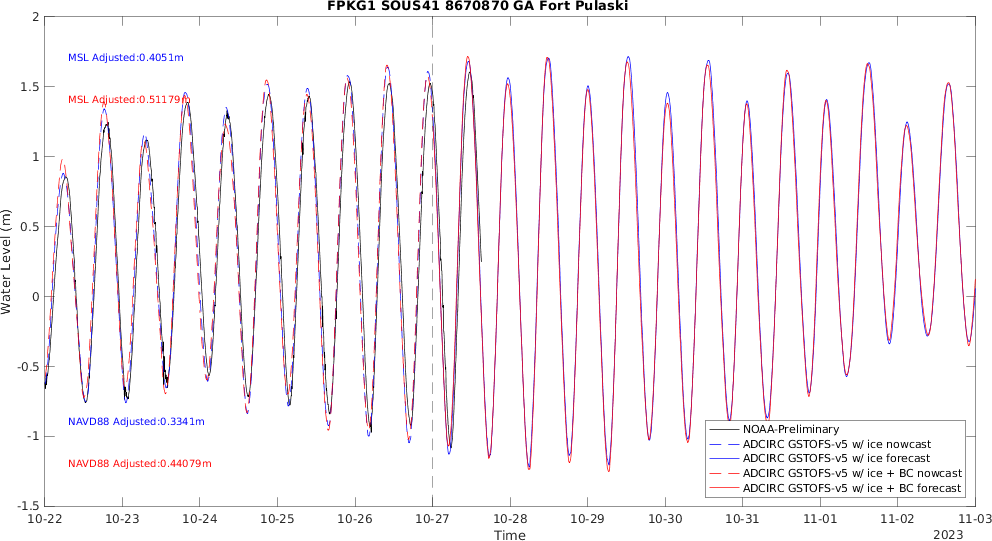 FPKG1 SOUS41 8670870 GA Fort Pulaski
2
1.5
1
0.5
0
-0.5
-1
-1.5
Water Level (m)
MSL Adjusted:0.4051m
MSL Adjusted:0.51179m
NAVD88 Adjusted:0.3341m
NAVD88 Adjusted:0.44079m
NOAA-Preliminary
ADCIRC GSTOFS-v5 w/ ice nowcast
ADCIRC GSTOFS-v5 w/ ice forecast
ADCIRC GSTOFS-v5 w/ ice + BC nowcast
ADCIRC GSTOFS-v5 w/ ice + BC forecast
10-22 10-23 10-24 10-25 10-26 10-27 10-28 10-29 10-30 10-31 11-01 11-02 11-03
Time
2023